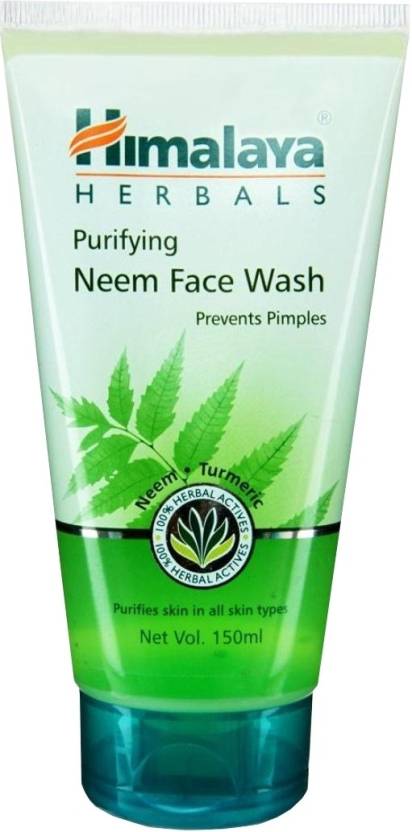 Himalaya®
HERBALS
Purifying
Neem Face Wash
Prevents Pimples
Neem • Turmeric
100% HERBAL ACTIVES
100% HERBAL ACTIVES
Purifies skin in all skin types
Net Vol. 150ml